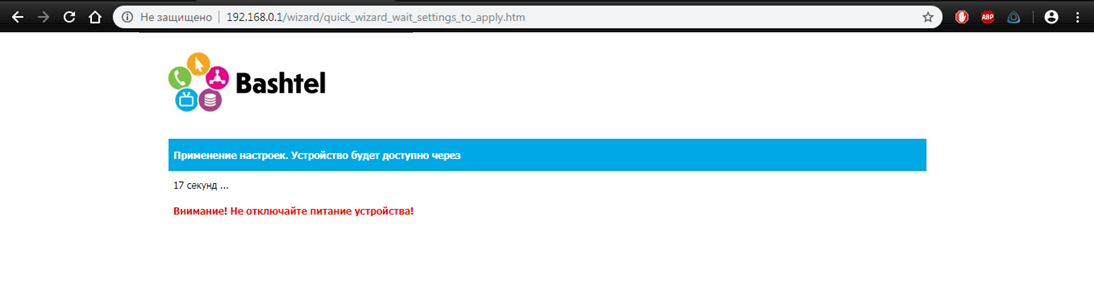 Не защищено
192.168.0.1/wizard/quick_wizard_wait_settings_to_apply.htm
ABP
Bashtel
Применение настроек. Устройство будет доступно через
17 секунд ...
Внимание! Не отключайте питание устройства!